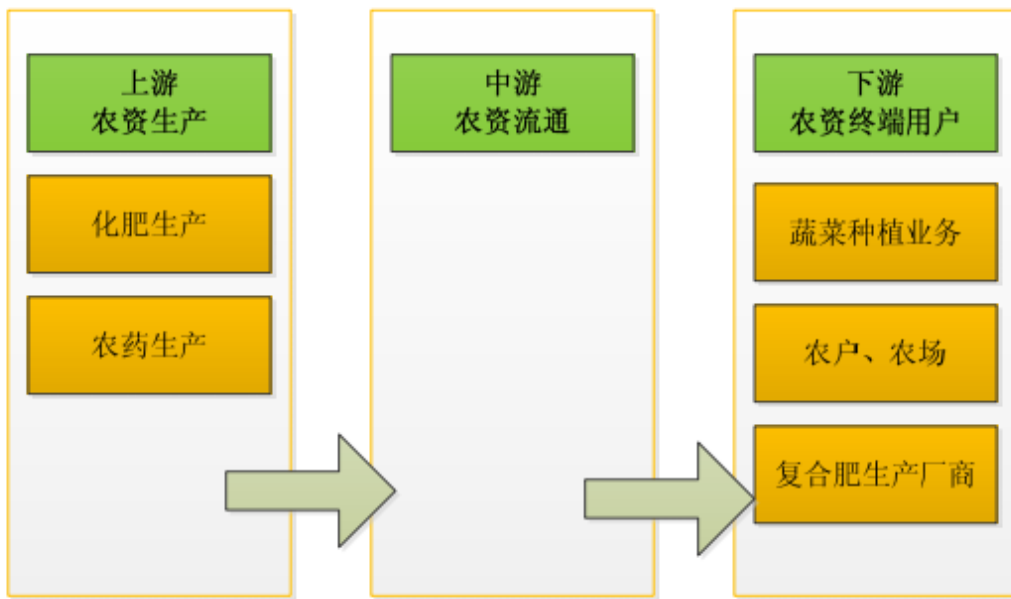 上游
农资生产
化肥生产
农药生产
中游
农资流通
下游
农资终端用户
蔬菜种植业务
农户、农场
复合肥生产厂商